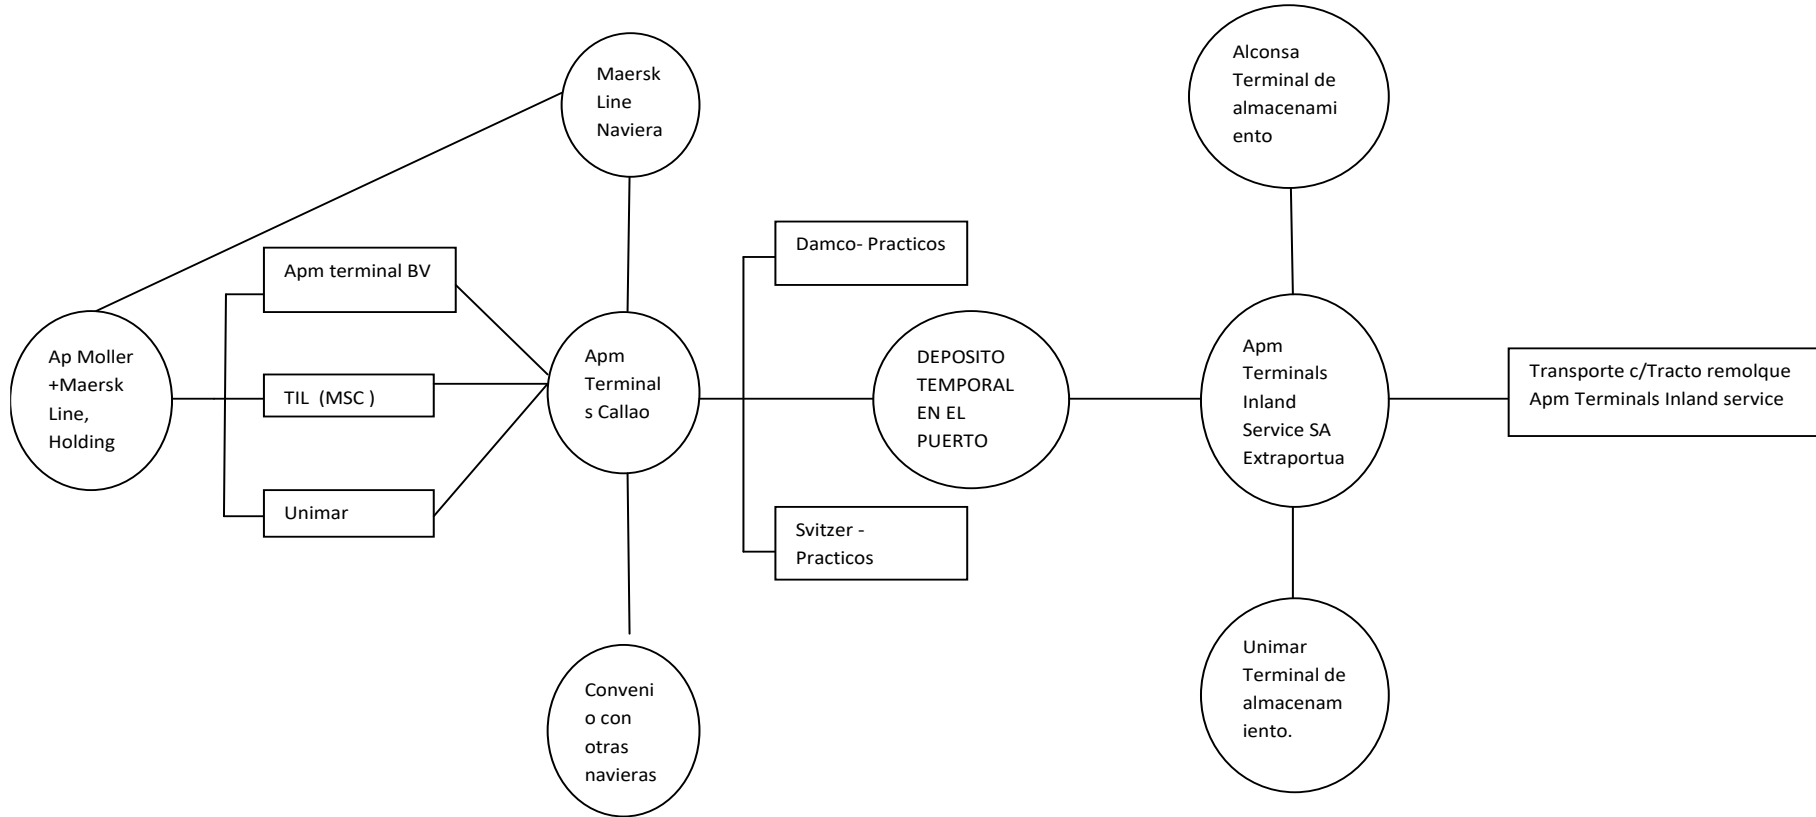 Maersk
Line
Naviera
Alconsa
Terminal de
almacenami
ento
Damco- Practicos
Apm terminal BV
Ap Moller
+Maersk
Line,
Holding
TIL (MSC )
Apm
Terminal
s Callao
DEPOSITO
TEMPORAL
EN EL
PUERTO
Apm
Terminals
Inland
Service SA
Extraportua
Transporte c/Tracto remolque
Apm Terminals Inland service
Unimar
Svitzer -
Practicos
Conveni
o con
otras
navieras
Unimar
Terminal de
almacenam
iento.